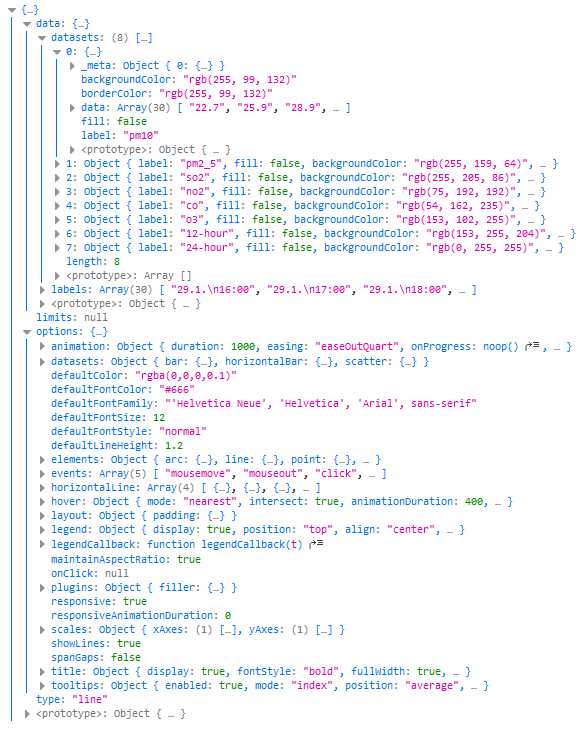 {…}
data: {…}
datasets: (8) […]
0: {…}
_meta: Object { 0: {…} }
backgroundColor: "rgb(255, 99, 132)"
borderColor: "rgb(255, 99, 132)"
data: Array(30) [ "22.7", "25.9", "28.9", … ]
fill: false
label: "pm10"
<prototype>: Object { … }
1: Object { label: "pm2_5", fill: false, backgroundColor: "rgb(255, 159, 64)", … }
2: Object { label: "so2", fill: false, backgroundColor: "rgb(255, 205, 86)", … }
3: Object { label: "no2", fill: false, backgroundColor: "rgb(75, 192, 192)", … }
4: Object { label: "co", fill: false, backgroundColor: "rgb(54, 162, 235)", … }
5: Object { label: "o3", fill: false, backgroundColor: "rgb(153, 102, 255)", … }
6: Object { label: "12-hour", fill: false, backgroundColor: "rgb(153, 255, 204)", … }
7: Object { label: "24-hour", fill: false, backgroundColor: "rgb(0, 255, 255)", … }
length: 8
<prototype>: Array []
labels: Array(30) [ "29.1.\n16:00", "29.1.\n17:00", "29.1.\n18:00", … ]
<prototype>: Object { … }
limits: null
options: {…}
animation: Object { duration: 1000, easing: "easeOutQuart", onProgress: noop(), … }
datasets: Object { bar: {…}, horizontalBar: {…}, scatter: {…} }
defaultColor: "rgba(0,0,0,0.1)"
defaultFontColor: "#666"
defaultFontFamily: "'Helvetica Neue', 'Helvetica', 'Arial', sans-serif"
defaultFontSize: 12
defaultFontStyle: "normal"
defaultLineHeight: 1.2
elements: Object { arc: {…}, line: {…}, point: {…}, … }
events: Array(5) [ "mousemove", "mouseout", "click", … ]
horizontalLine: Array(4) [ {…}, {…}, {…}, … ]
hover: Object { mode: "nearest", intersect: true, animationDuration: 400, … }
layout: Object { padding: {…} }
legend: Object { display: true, position: "top", align: "center", … }
legendCallback: function legendCallback(t)
maintainAspectRatio: true
onClick: null
plugins: Object { filler: {…} }
responsive: true
responsiveAnimationDuration: 0
scales: Object { xAxes: (1) […], yAxes: (1) […] }
showLines: true
spanGaps: false
title: Object { display: true, fontStyle: "bold", fullWidth: true, … }
tooltips: Object { enabled: true, mode: "index", position: "average", … }
type: "line"
<prototype>: Object { … }